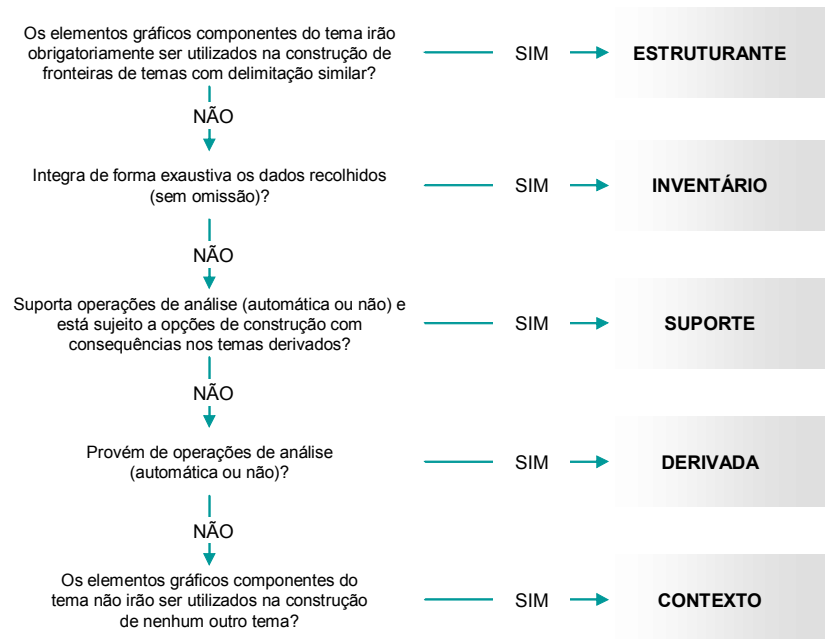 Os elementos gráficos componentes do tema irão
obrigatoriamente ser utilizados na construção de
fronteiras de temas com delimitação similar?
SIM
ESTRUTURANTE
NÃO
Integra de forma exaustiva os dados recolhidos
(sem omissão)?
SIM
INVENTÁRIO
NÃO
Suporta operações de análise (automática ou não) e
está sujeito a opções de construção com
consequências nos temas derivados?
SIM
SUPORTE
NÃO
Provém de operações de análise
(automática ou não)?
SIM
DERIVADA
NÃO
Os elementos gráficos componentes do
tema não irão ser utilizados na construção
de nenhum outro tema?
SIM
CONTEXTO